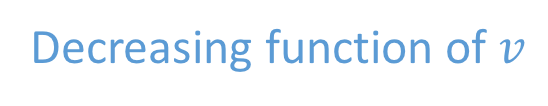 Decreasing function of 𝑣